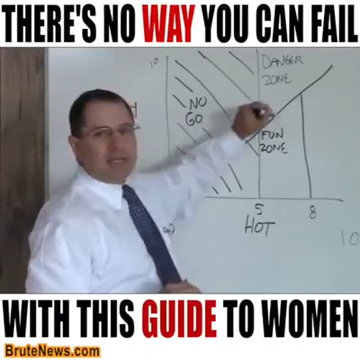 THERE'S NO WAY YOU CAN FAIL
10
DANGER
ZONE
NO
GO
FUN
ZONE
5
8
10
HOT
WITH THIS GUIDE TO WOMEN
BruteNews.com